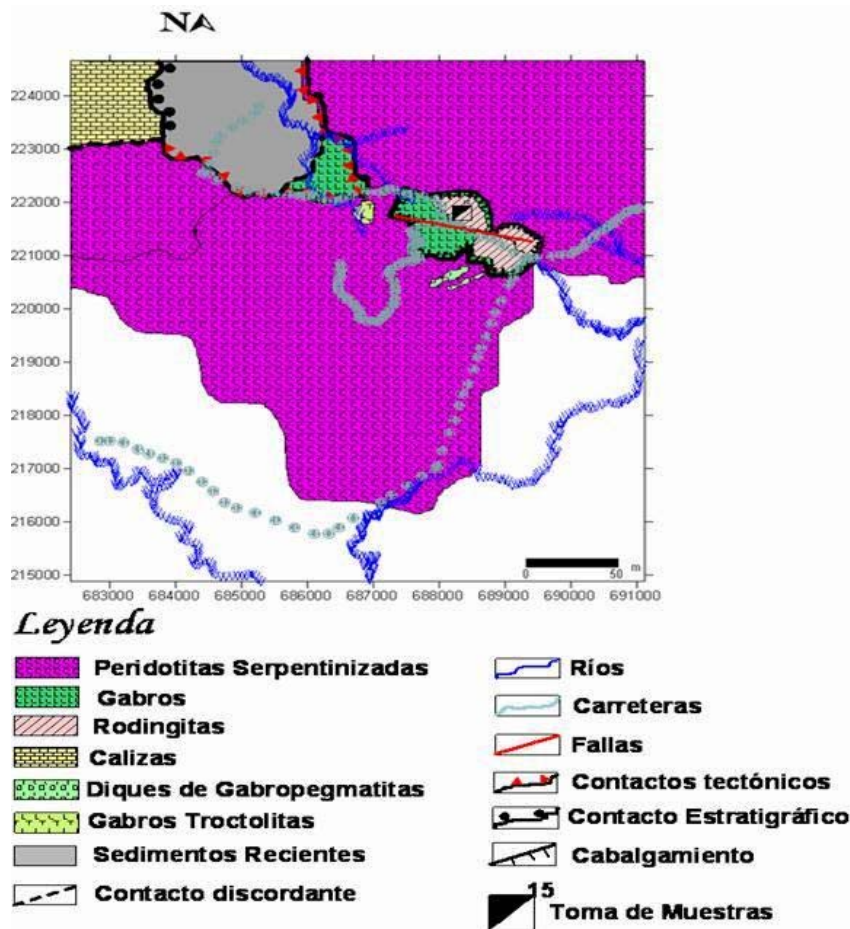 N
224000
223000
222000
221000
220000
219000
218000
217000
216000
215000
0 50 m
683000 684000 685000 686000 687000 688000 689000 690000 691000
Leyenda
Peridotitas Serpentinizadas
Gabros
Rodingitas
Calizas
Diques de Gabropegmatitas
Gabros Troctolitas
Sedimentos Recientes
Contacto discordante
Ríos
Carreteras
Fallas
Contactos tectónicos
Contacto Estratigráfico
Cabalgamiento
15
Toma de Muestras